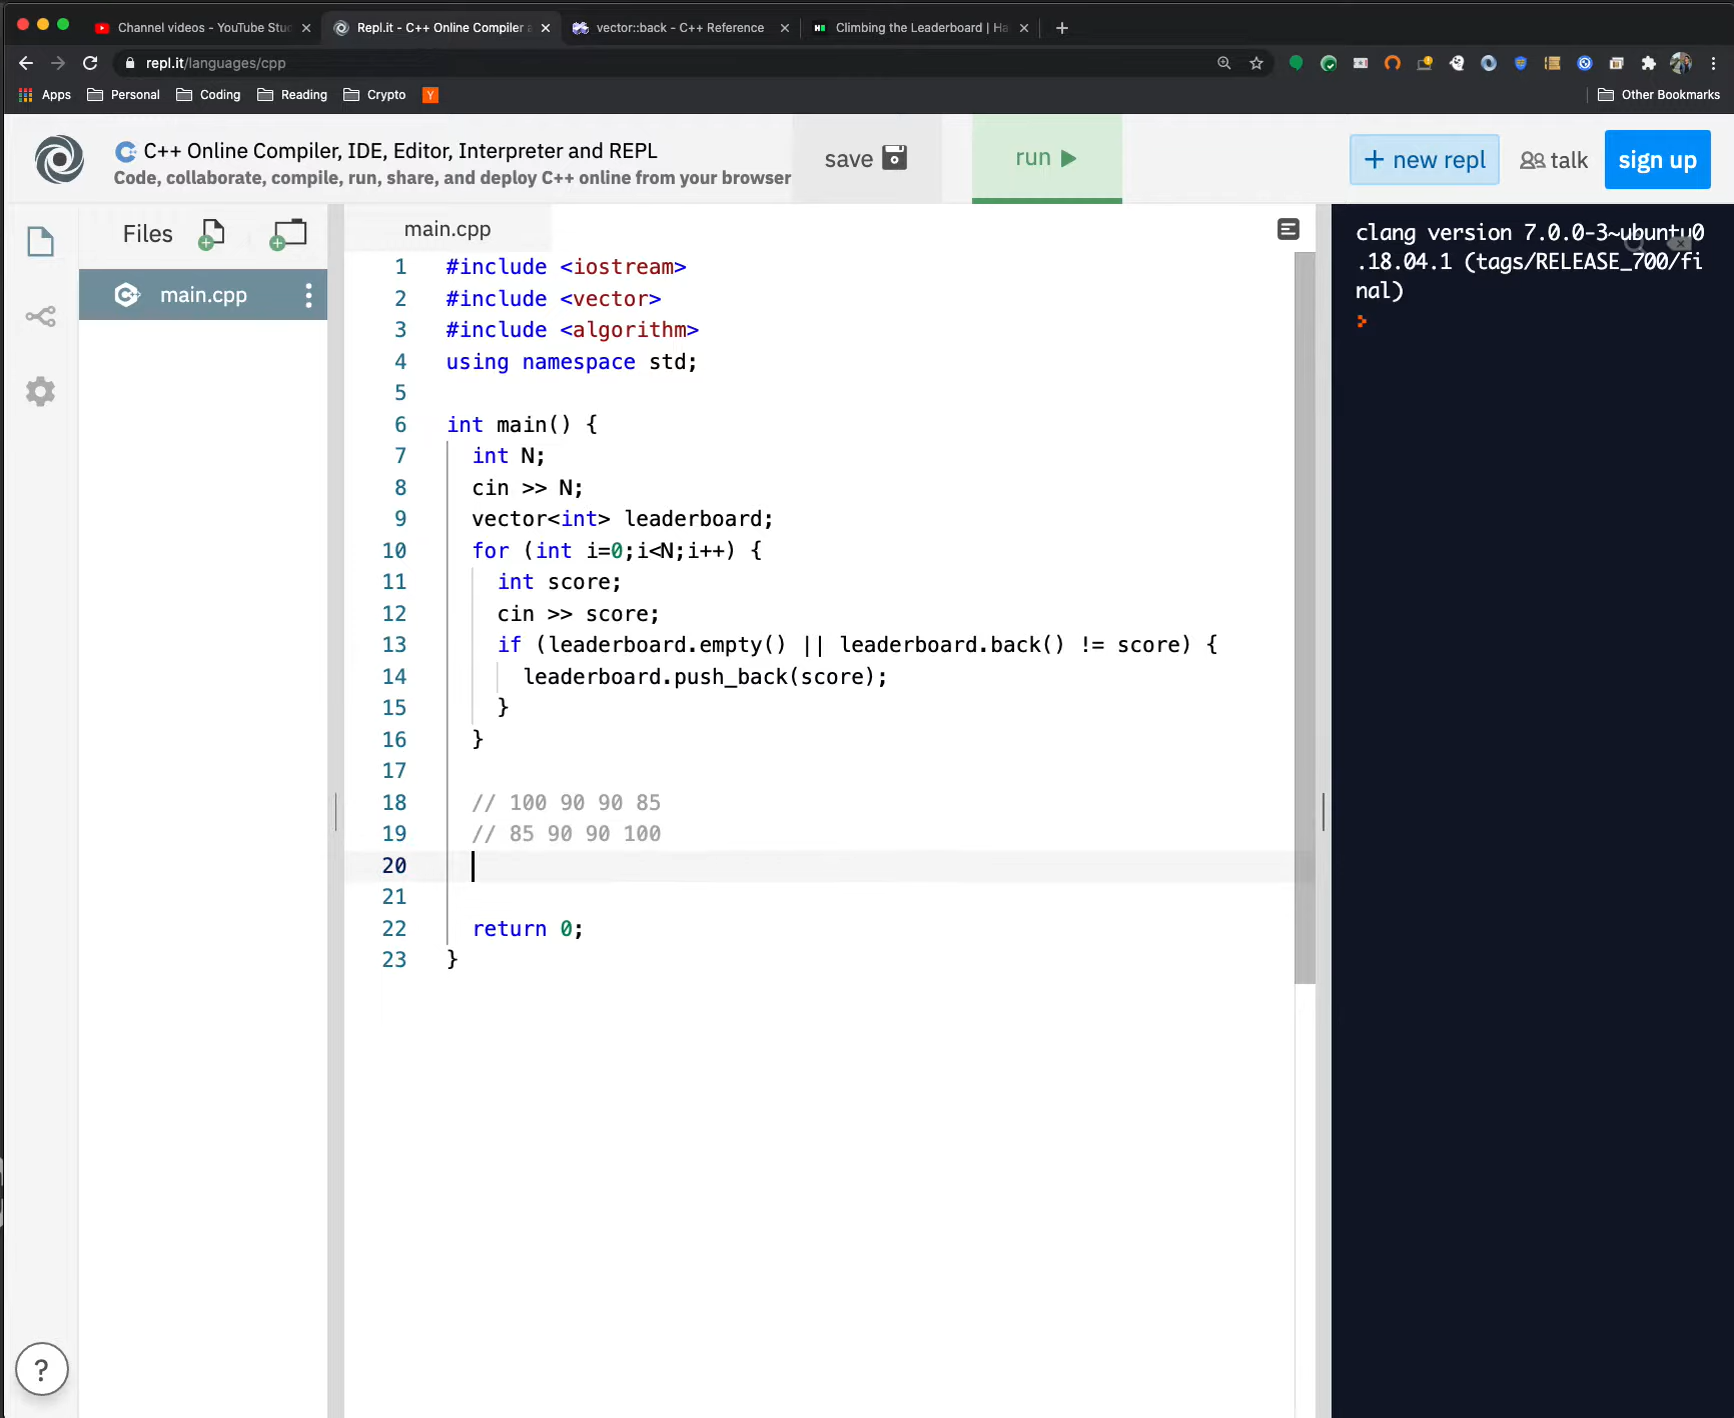 Channel videos - YouTube Stu
Repl.it - C++ Online Compiler a
vector::back - C++ Reference
Climbing the Leaderboard | Ha
repl.it/languages/cpp
Apps Personal Coding Reading Crypto Y Other Bookmarks
C++ Online Compiler, IDE, Editor, Interpreter and REPL
Code, collaborate, compile, run, share, and deploy C++ online from your browser
save
run
+ new repl
talk
sign up
Files
main.cpp
main.cpp
1 #include <iostream>
2 #include <vector>
3 #include <algorithm>
4 using namespace std;
5
6 int main() {
7 int N;
8 cin >> N;
9 vector<int> leaderboard;
10 for (int i=0;i<N;i++) {
11 int score;
12 cin >> score;
13 if (leaderboard.empty() || leaderboard.back() != score) {
14 leaderboard.push_back(score);
15 }
16 }
17
18 // 100 90 90 85
19 // 85 90 90 100
20
21
22 return 0;
23 }
clang version 7.0.0-3~ubuntu0
.18.04.1 (tags/RELEASE_700/fi
nal)
?